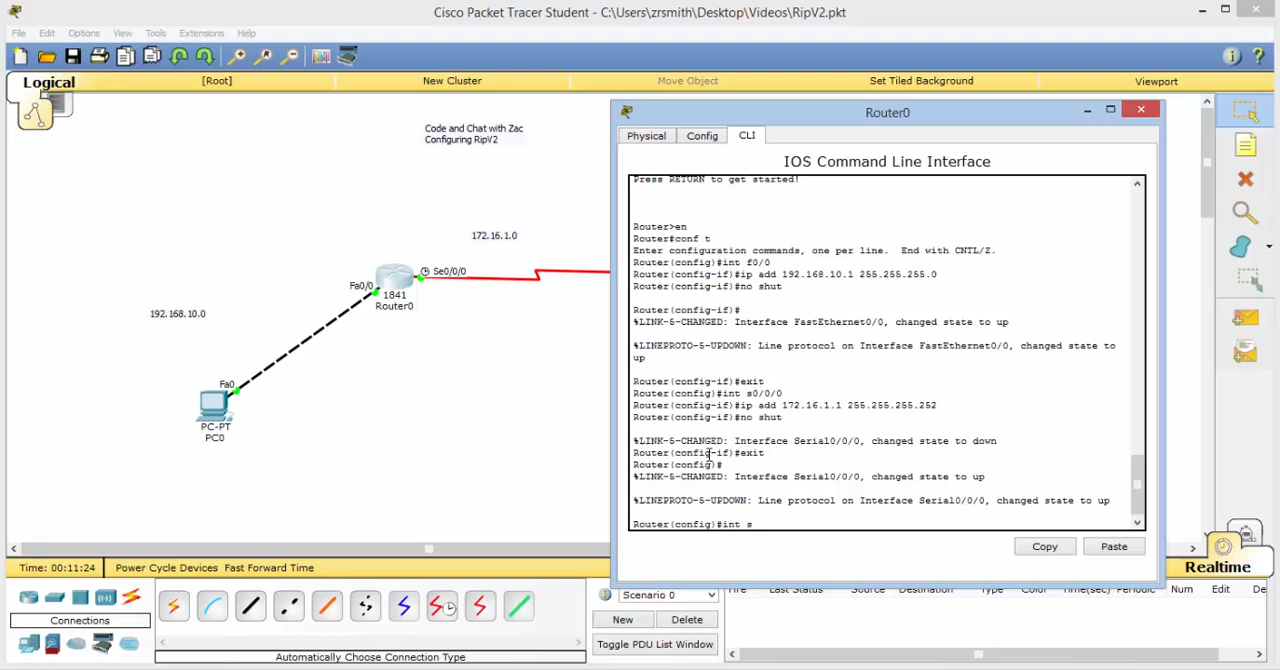 Cisco Packet Tracer Student - C:\Users\zrsmith\Desktop\Videos\RipV2.pkt
File Edit Options View Tools Extensions Help
Logical [Root] New Cluster Move Object Set Tiled Background Viewport
Code and Chat with Zac
Configuring RipV2
172.16.1.0
Se0/0/0
Fa0/0
1841
Router0
192.168.10.0
Fa0
PC-PT
PC0
Router0
Physical Config CLI
IOS Command Line Interface
Press RETURN to get started!
Router>en
Router#conf t
Enter configuration commands, one per line. End with CNTL/Z.
Router(config)#int f0/0
Router(config-if)#ip add 192.168.10.1 255.255.255.0
Router(config-if)#no shut
Router(config-if)#
%LINK-5-CHANGED: Interface FastEthernet0/0, changed state to up
%LINEPROTO-5-UPDOWN: Line protocol on Interface FastEthernet0/0, changed state to
up
Router(config-if)#exit
Router(config)#int s0/0/0
Router(config-if)#ip add 172.16.1.1 255.255.255.252
Router(config-if)#no shut
%LINK-5-CHANGED: Interface Serial0/0/0, changed state to down
Router(config-if)#exit
Router(config)#
%LINK-5-CHANGED: Interface Serial0/0/0, changed state to up
%LINEPROTO-5-UPDOWN: Line protocol on Interface Serial0/0/0, changed state to up
Router(config)#int s
Copy Paste
Time: 00:11:24 Power Cycle Devices Fast Forward Time Realtime
Scenario 0
Fire Last Status Source Destination Type Color Time(sec) Periodic Num Edit De
Connections
New Delete
Toggle PDU List Window
Automatically Choose Connection Type